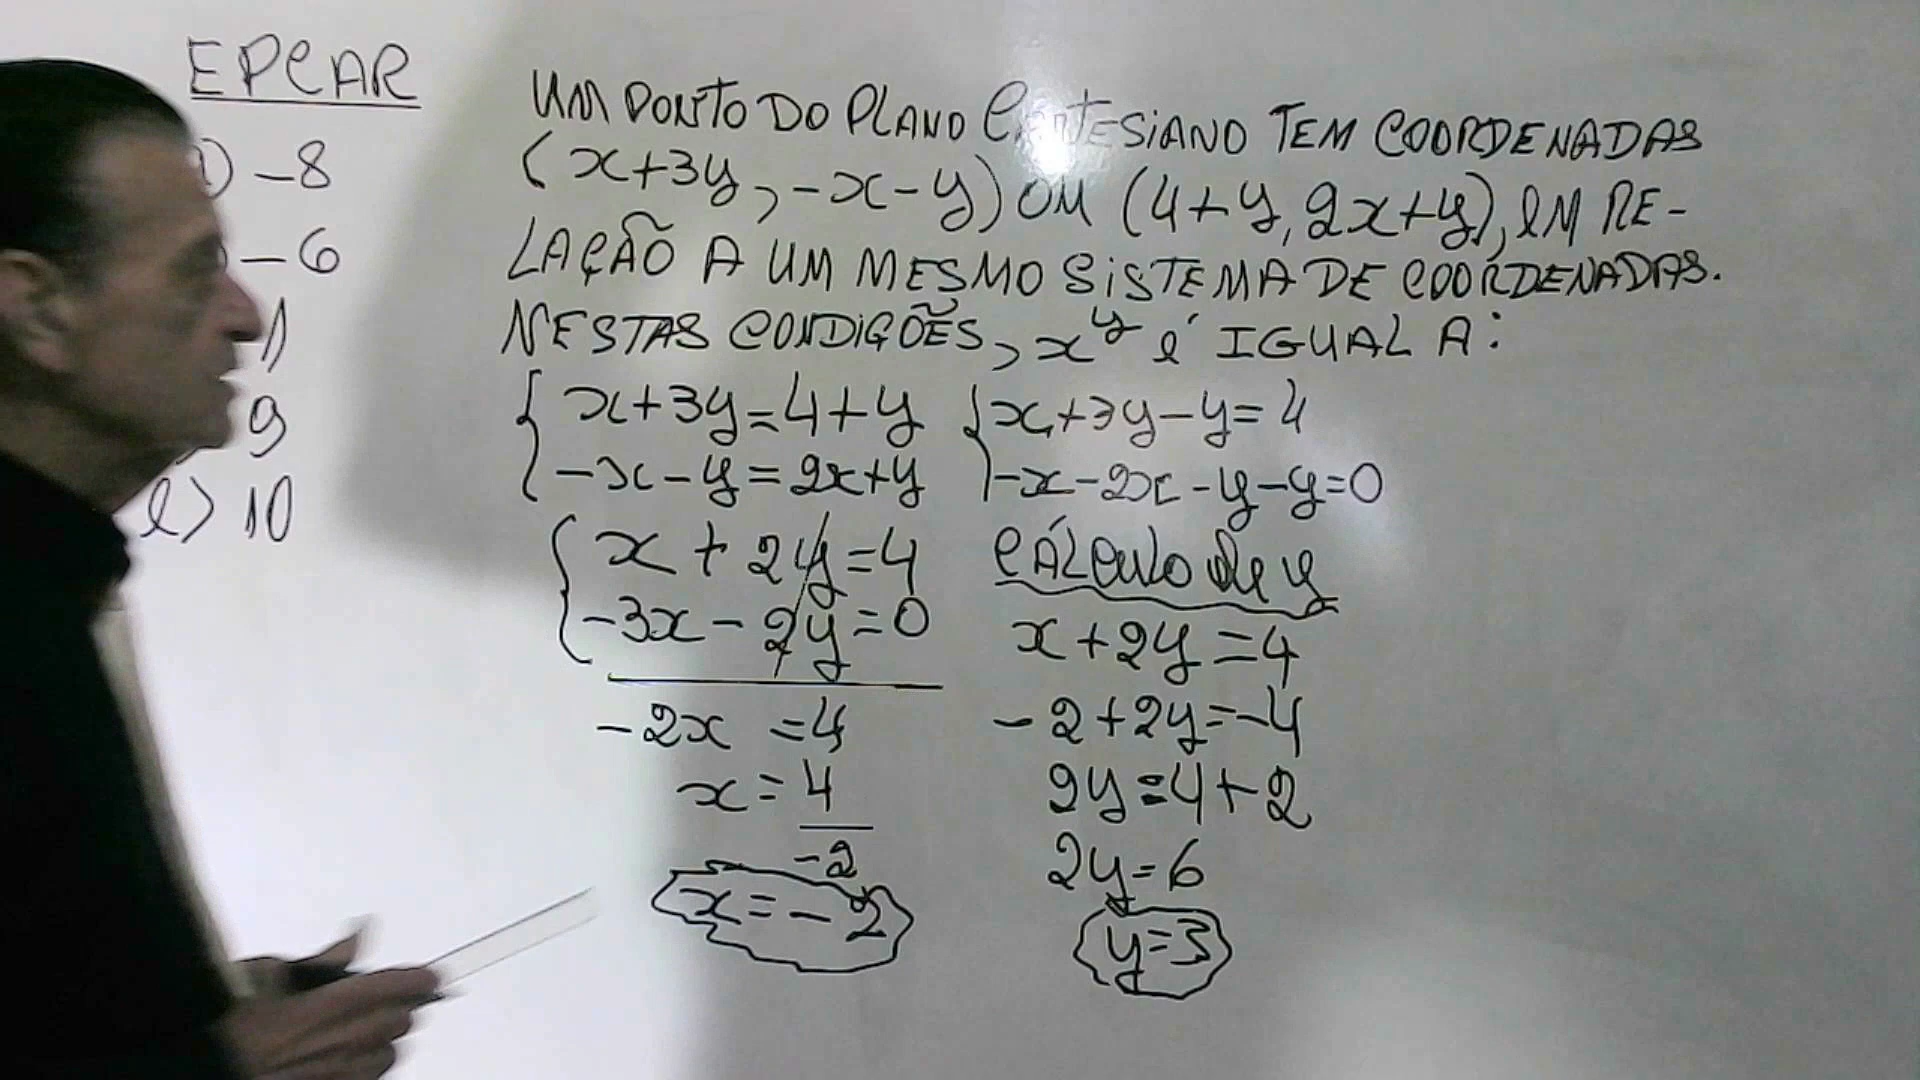 EPCAR
) -8
) -6
-1
) 9
e) 10
UM PONTO DO PLANO CARTESIANO TEM COORDENADAS
(x+3y, -x-y) OU (4+y, 2x+y), EM RE-
LAÇÃO A UM MESMO SISTEMA DE COORDENADAS.
NESTAS CONDIÇÕES, x^y é IGUAL A:
{ x+3y=4+y
-x-y=2x+y
{ x+3y-y=4
-x-2x-y-y=0
{ x+2y=4
-3x-2y=0
-2x=4
x=4
-2
x=-2
CÁLCULO de y
x+2y=4
-2+2y=-4
2y=4+2
2y=6
y=3